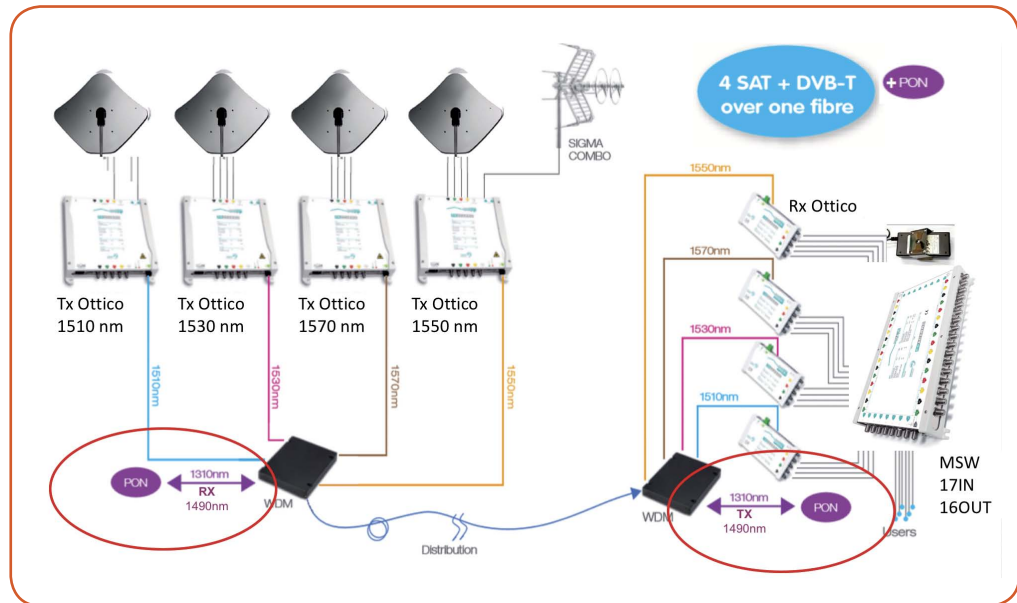 4 SAT + DVB-T
over one fibre
+ PON
SIGMA
COMBO
Tx Ottico
1510 nm
Tx Ottico
1530 nm
Tx Ottico
1570 nm
Tx Ottico
1550 nm
1510nm
1530nm
1570nm
1550nm
PON
1310nm
RX
1490nm
WDM
Distribution
1550nm
Rx Ottico
1570nm
1530nm
1510nm
WDM
1310nm
TX
1490nm
PON
MSW
17IN
16OUT
Users